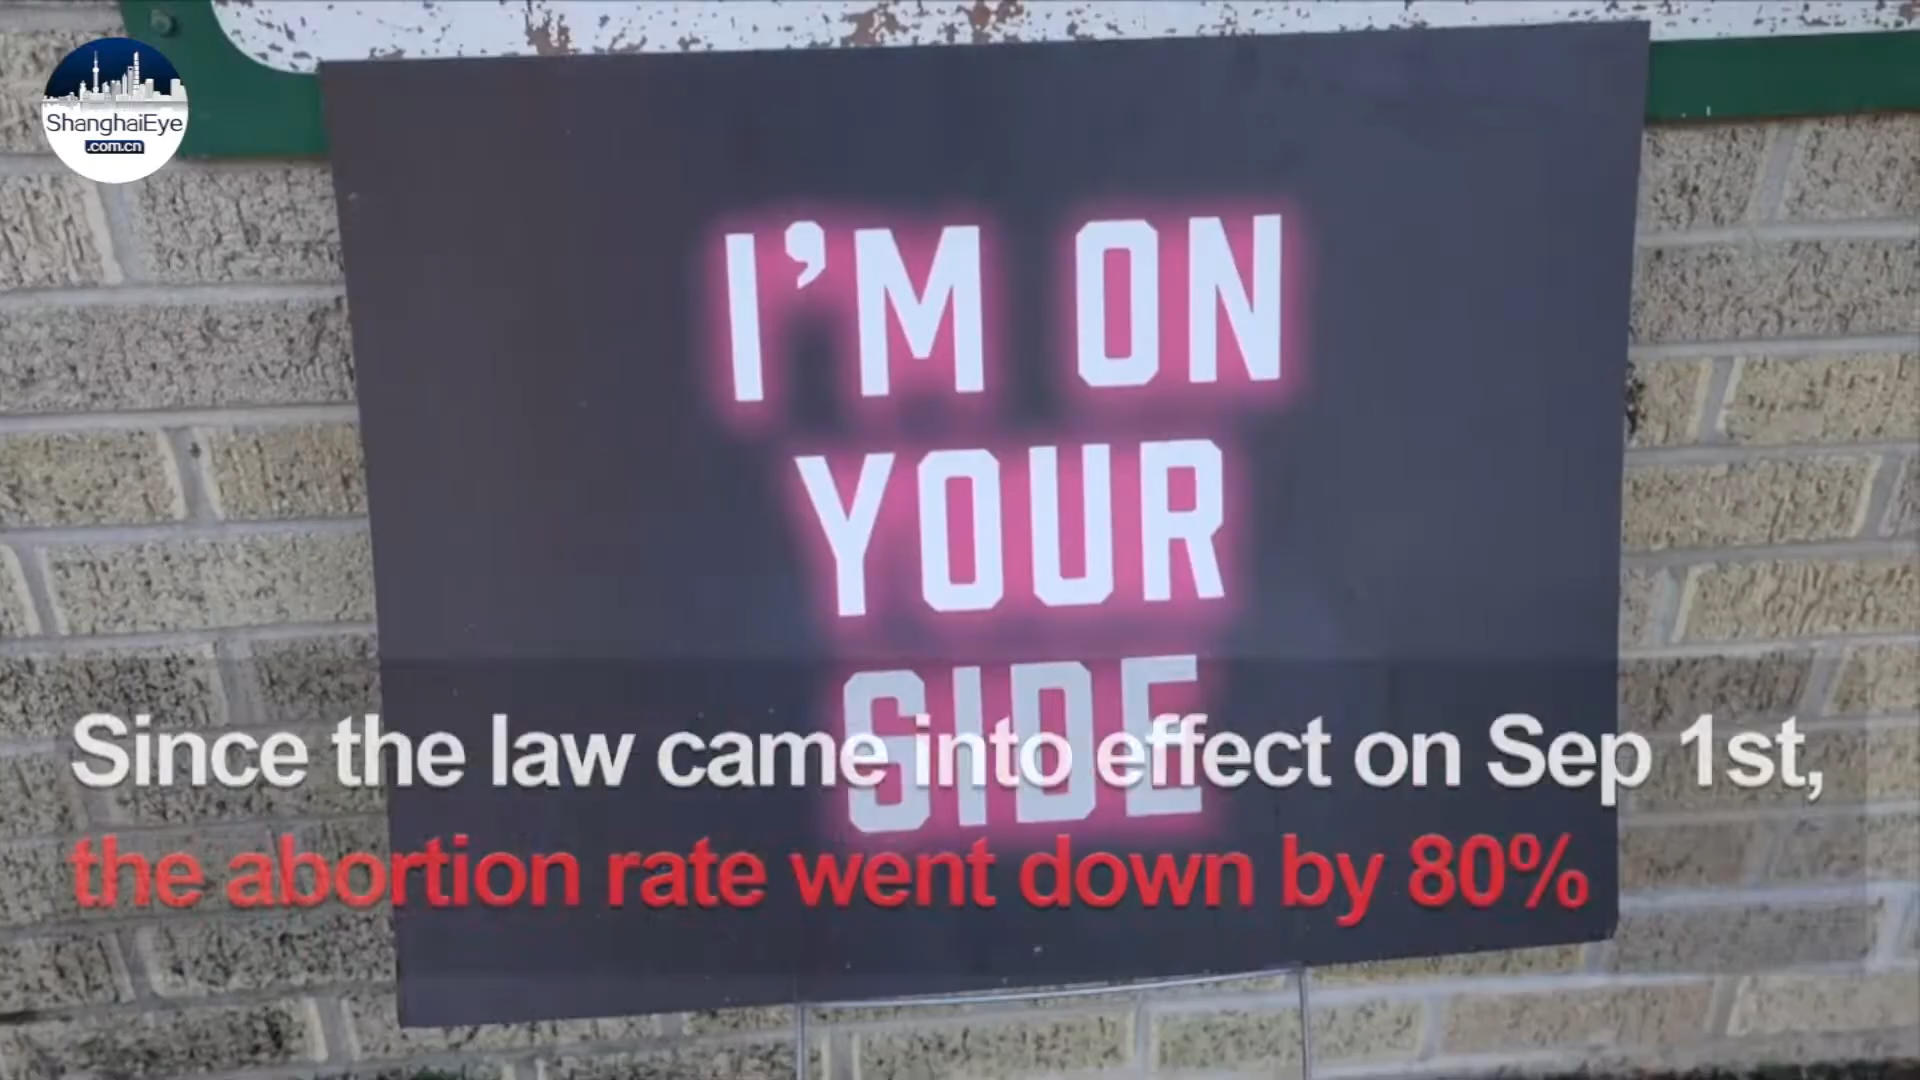 ShanghaiEye
.com.cn
I'M ON
YOUR
SIDE
Since the law came into effect on Sep 1st,
the abortion rate went down by 80%